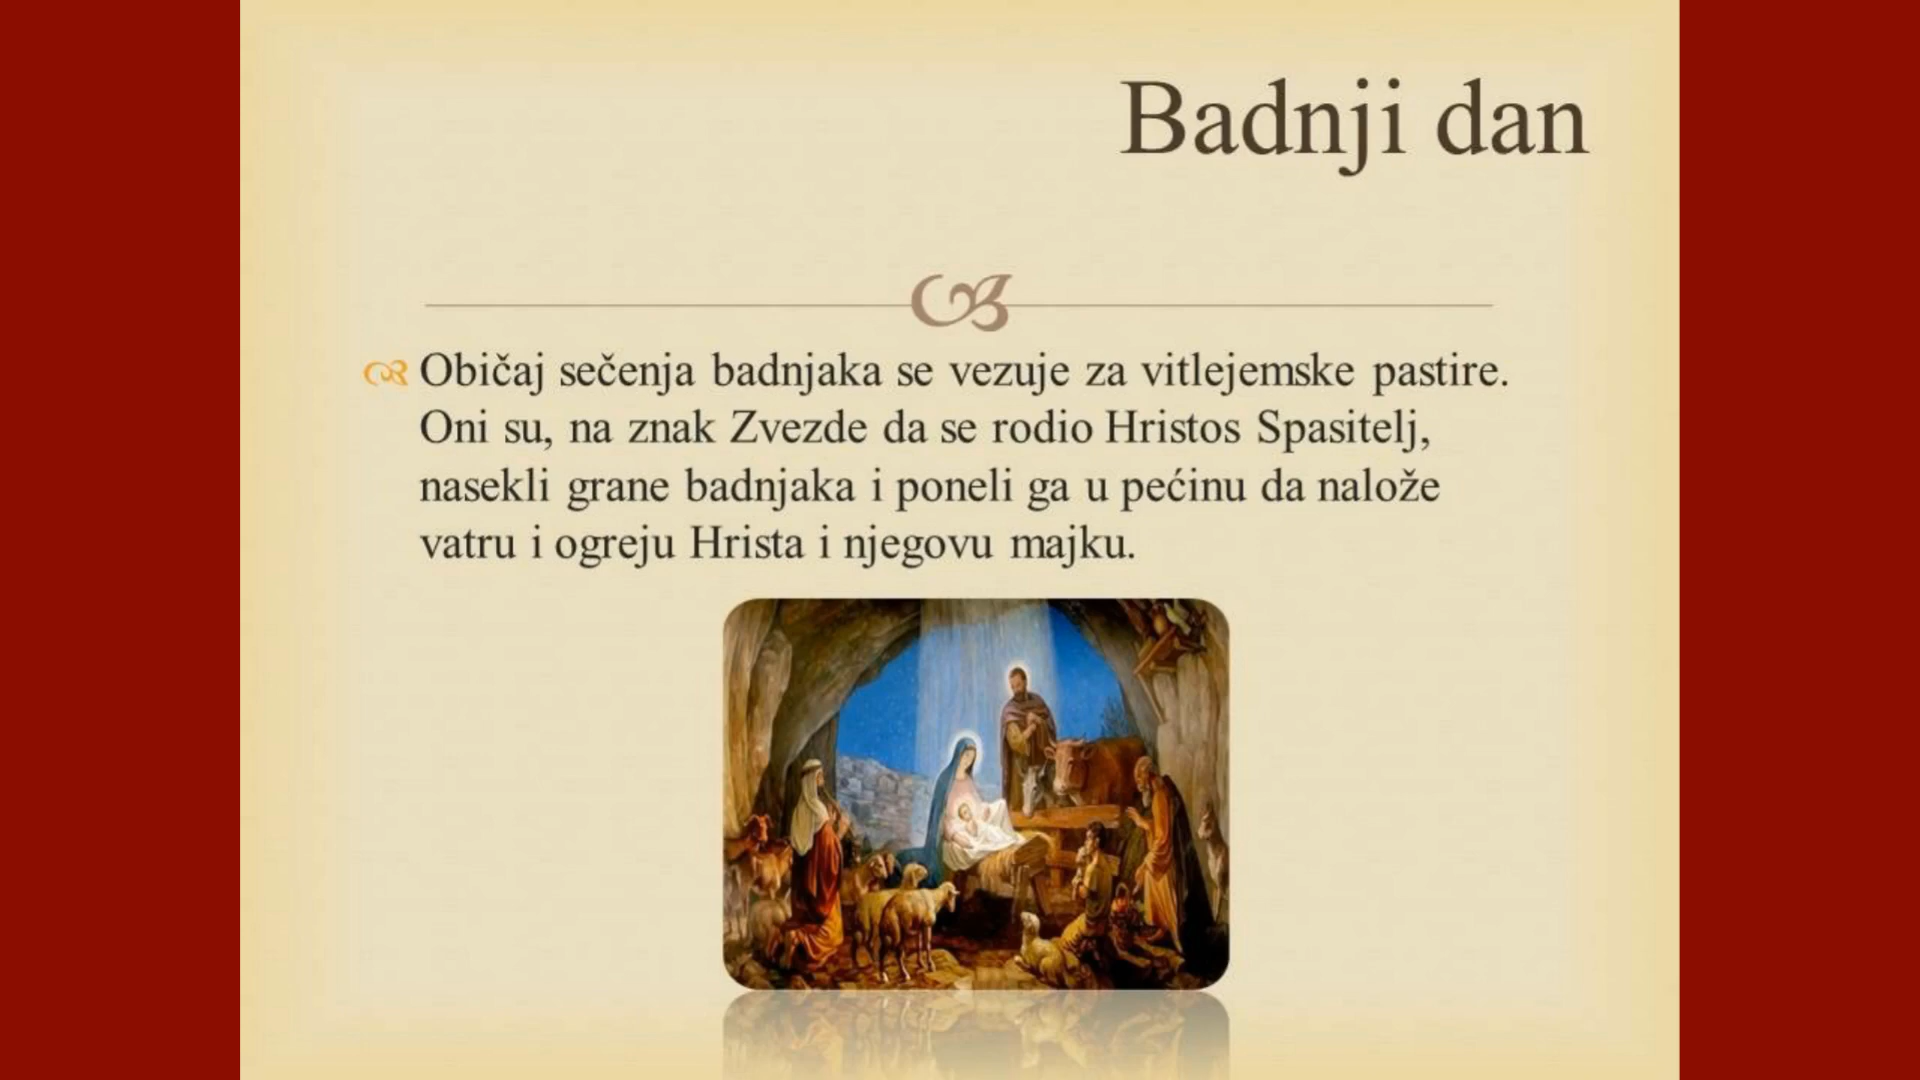 Badnji dan
Običaj sečenja badnjaka se vezuje za vitlejemske pastire.
Oni su, na znak Zvezde da se rodio Hristos Spasitelj,
nasekli grane badnjaka i poneli ga u pećinu da nalože
vatru i ogreju Hrista i njegovu majku.